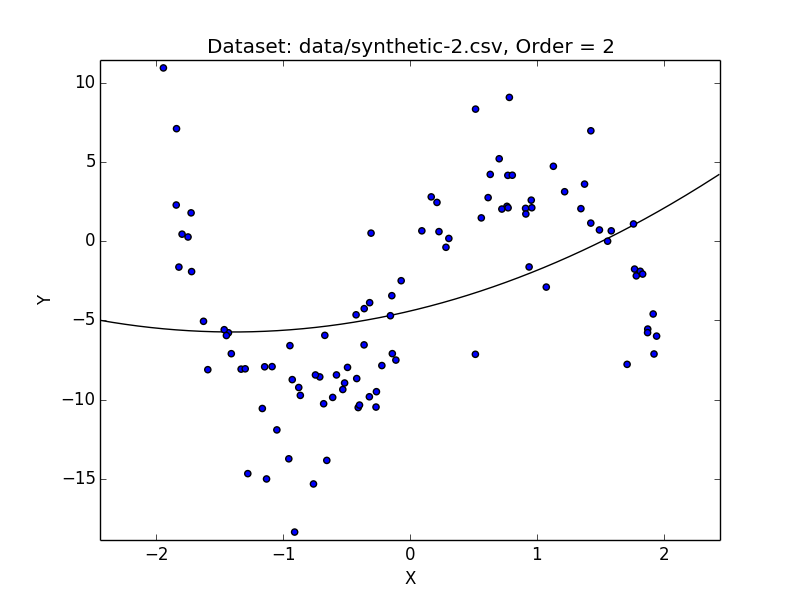 Dataset: data/synthetic-2.csv, Order = 2
10
5
0
−5
−10
−15
Y
−2 −1 0 1 2
X